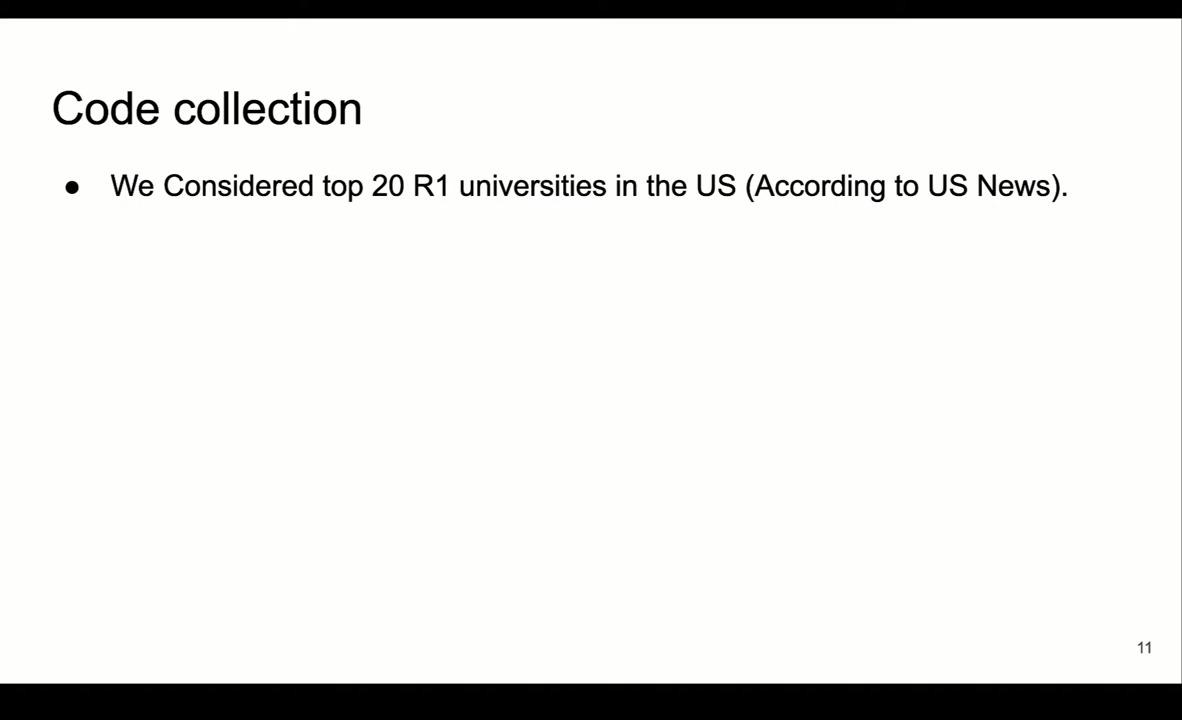 Code collection
● We Considered top 20 R1 universities in the US (According to US News).
11